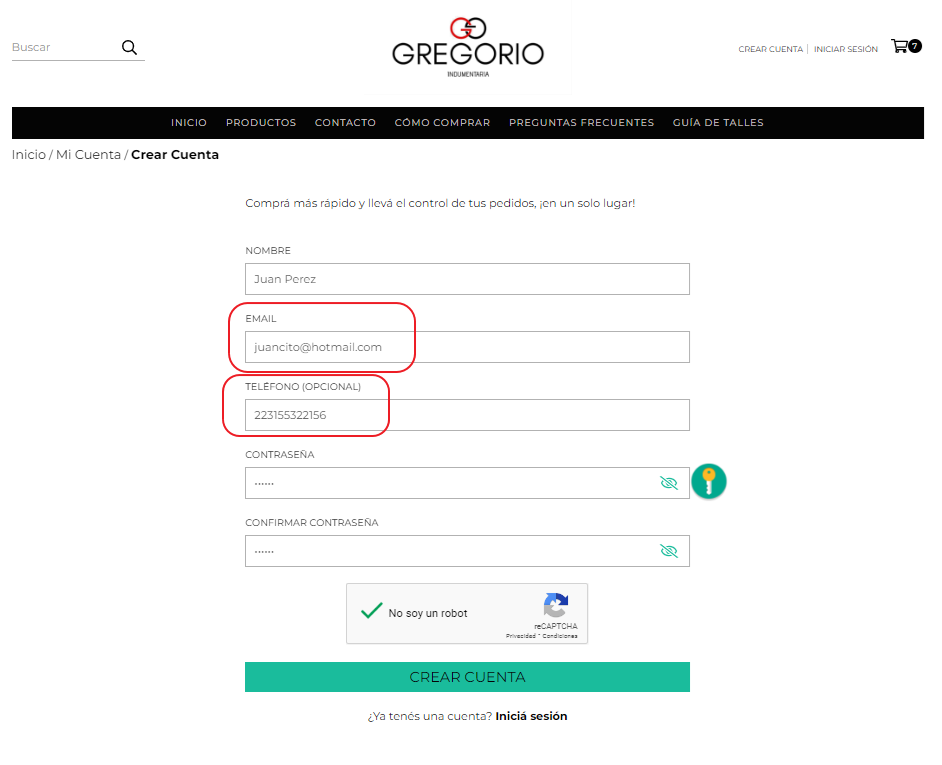 Buscar
GREGORIO
INDUMENTARIA
CREAR CUENTA | INICIAR SESIÓN
7
INICIO PRODUCTOS CONTACTO CÓMO COMPRAR PREGUNTAS FRECUENTES GUÍA DE TALLES
Inicio / Mi Cuenta / Crear Cuenta
Comprá más rápido y llevá el control de tus pedidos, ¡en un solo lugar!
NOMBRE
Juan Perez
EMAIL
juancito@hotmail.com
TELÉFONO (OPCIONAL)
223155322156
CONTRASEÑA
······
CONFIRMAR CONTRASEÑA
······
No soy un robot
reCAPTCHA
Privacidad - Condiciones
CREAR CUENTA
¿Ya tenés una cuenta? Iniciá sesión